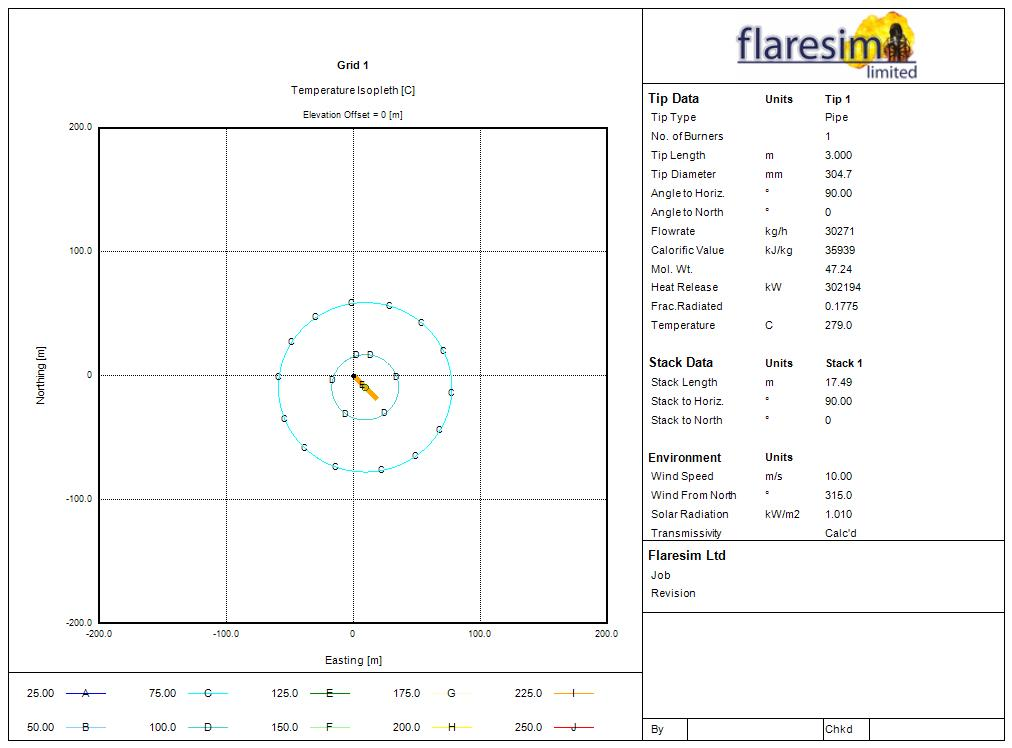 Grid 1
Temperature Isopleth [C]
Elevation Offset = 0 [m]
200.0
100.0
0
-100.0
-200.0
Northing [m]
-200.0 -100.0 0 100.0 200.0
Easting [m]
C C C C C C C C C C C C C C C
D D D D D D
E
25.00 A 75.00 C 125.0 E 175.0 G 225.0 I
50.00 B 100.0 D 150.0 F 200.0 H 250.0 J
flaresim
limited
Tip Data Units Tip 1
Tip Type Pipe
No. of Burners 1
Tip Length m 3.000
Tip Diameter mm 304.7
Angle to Horiz. ° 90.00
Angle to North ° 0
Flowrate kg/h 30271
Calorific Value kJ/kg 35939
Mol. Wt. 47.24
Heat Release kW 302194
Frac.Radiated 0.1775
Temperature C 279.0
Stack Data Units Stack 1
Stack Length m 17.49
Stack to Horiz. ° 90.00
Stack to North ° 0
Environment Units
Wind Speed m/s 10.00
Wind From North ° 315.0
Solar Radiation kW/m2 1.010
Transmissivity Calc'd
Flaresim Ltd
Job
Revision
By Chkd